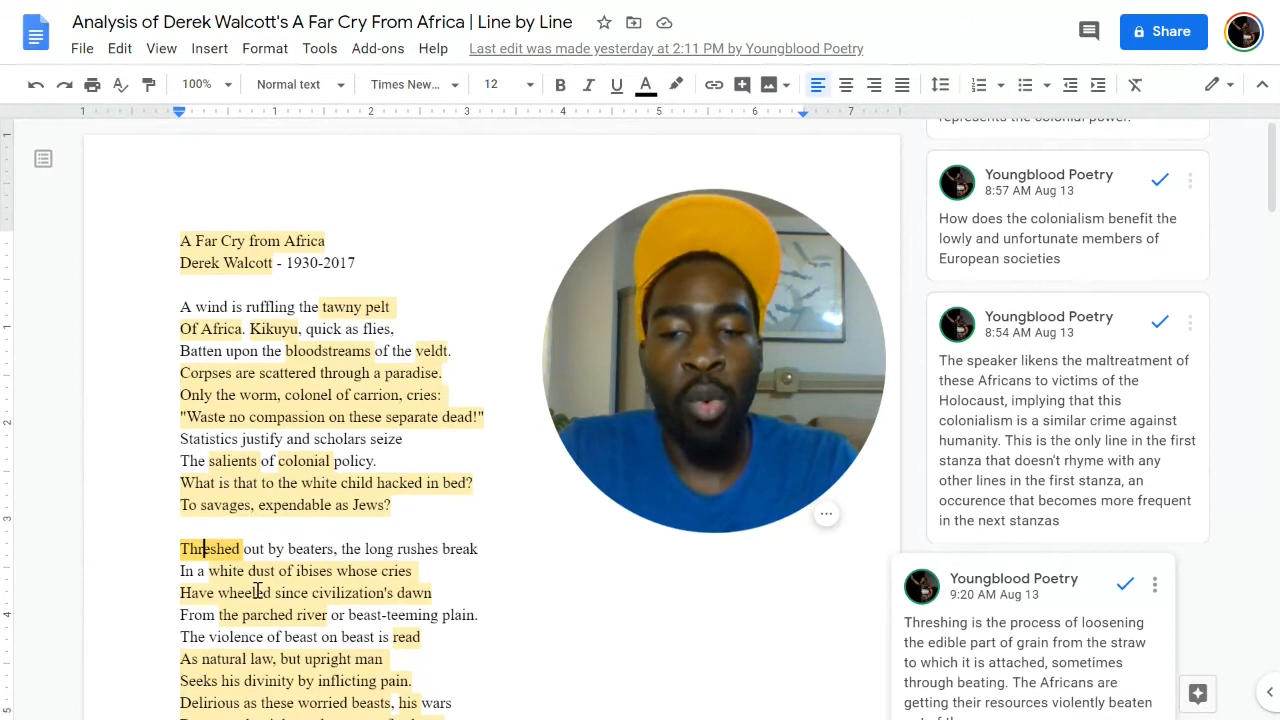 Analysis of Derek Walcott's A Far Cry From Africa | Line by Line
File Edit View Insert Format Tools Add-ons Help Last edit was made yesterday at 2:11 PM by Youngblood Poetry
Share
100% Normal text Times New... 12 B I U A
1 1 2 3 4 5 6 7
A Far Cry from Africa
Derek Walcott - 1930-2017
A wind is ruffling the tawny pelt
Of Africa. Kikuyu, quick as flies,
Batten upon the bloodstreams of the veldt.
Corpses are scattered through a paradise.
Only the worm, colonel of carrion, cries:
"Waste no compassion on these separate dead!"
Statistics justify and scholars seize
The salients of colonial policy.
What is that to the white child hacked in bed?
To savages, expendable as Jews?
Threshed out by beaters, the long rushes break
In a white dust of ibises whose cries
Have wheeled since civilization's dawn
From the parched river or beast-teeming plain.
The violence of beast on beast is read
As natural law, but upright man
Seeks his divinity by inflicting pain.
Delirious as these worried beasts, his wars
represents the colonial power.
Youngblood Poetry
8:57 AM Aug 13
How does the colonialism benefit the
lowly and unfortunate members of
European societies
Youngblood Poetry
8:54 AM Aug 13
The speaker likens the maltreatment of
these Africans to victims of the
Holocaust, implying that this
colonialism is a similar crime against
humanity. This is the only line in the first
stanza that doesn't rhyme with any
other lines in the first stanza, an
occurence that becomes more frequent
in the next stanzas
Youngblood Poetry
9:20 AM Aug 13
Threshing is the process of loosening
the edible part of grain from the straw
to which it is attached, sometimes
through beating. The Africans are
getting their resources violently beaten